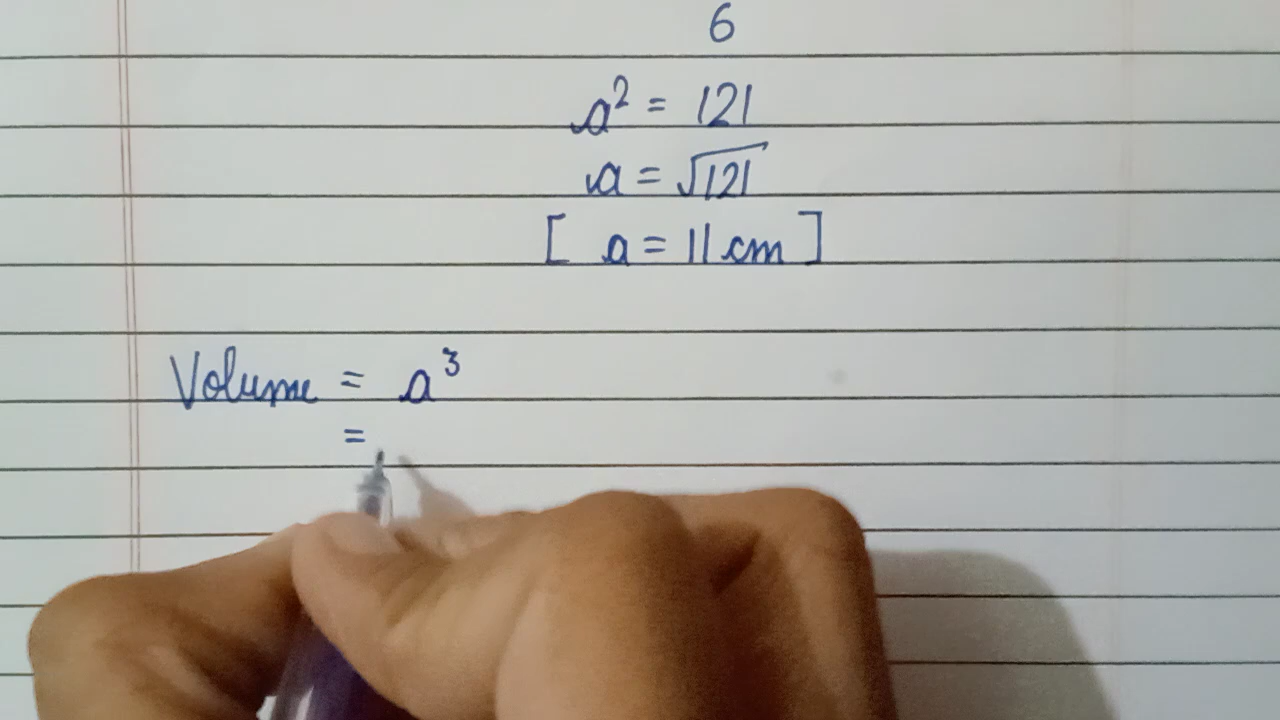 6
a² = 121
a = √121
[ a = 11 cm ]
Volume = a³
=